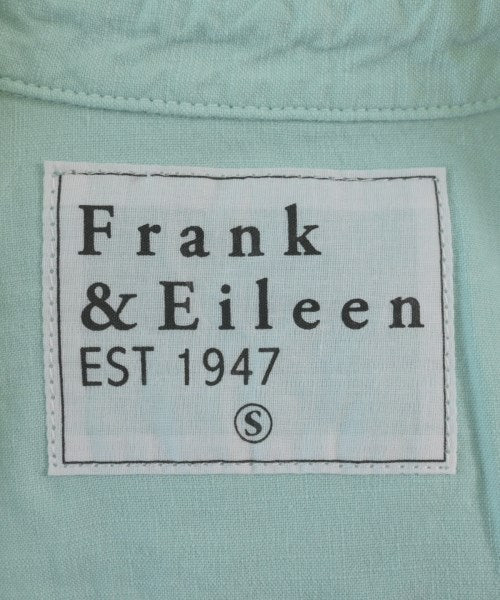 Frank
& Eileen
EST 1947
S